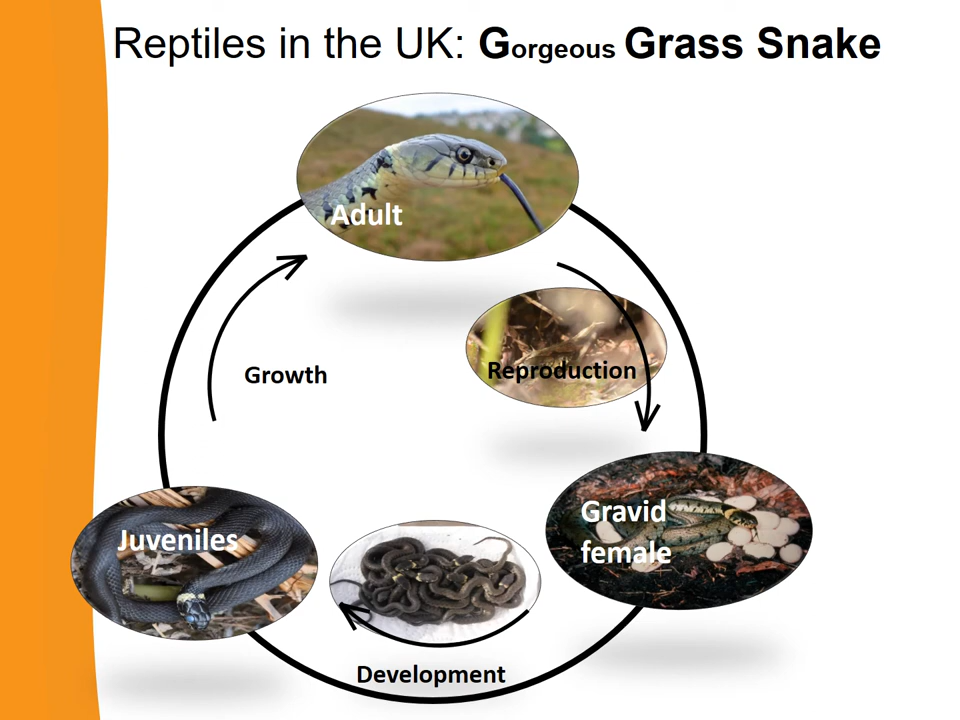 Reptiles in the UK: Gorgeous Grass Snake
Adult
Growth
Reproduction
Gravid
female
Juveniles
Development